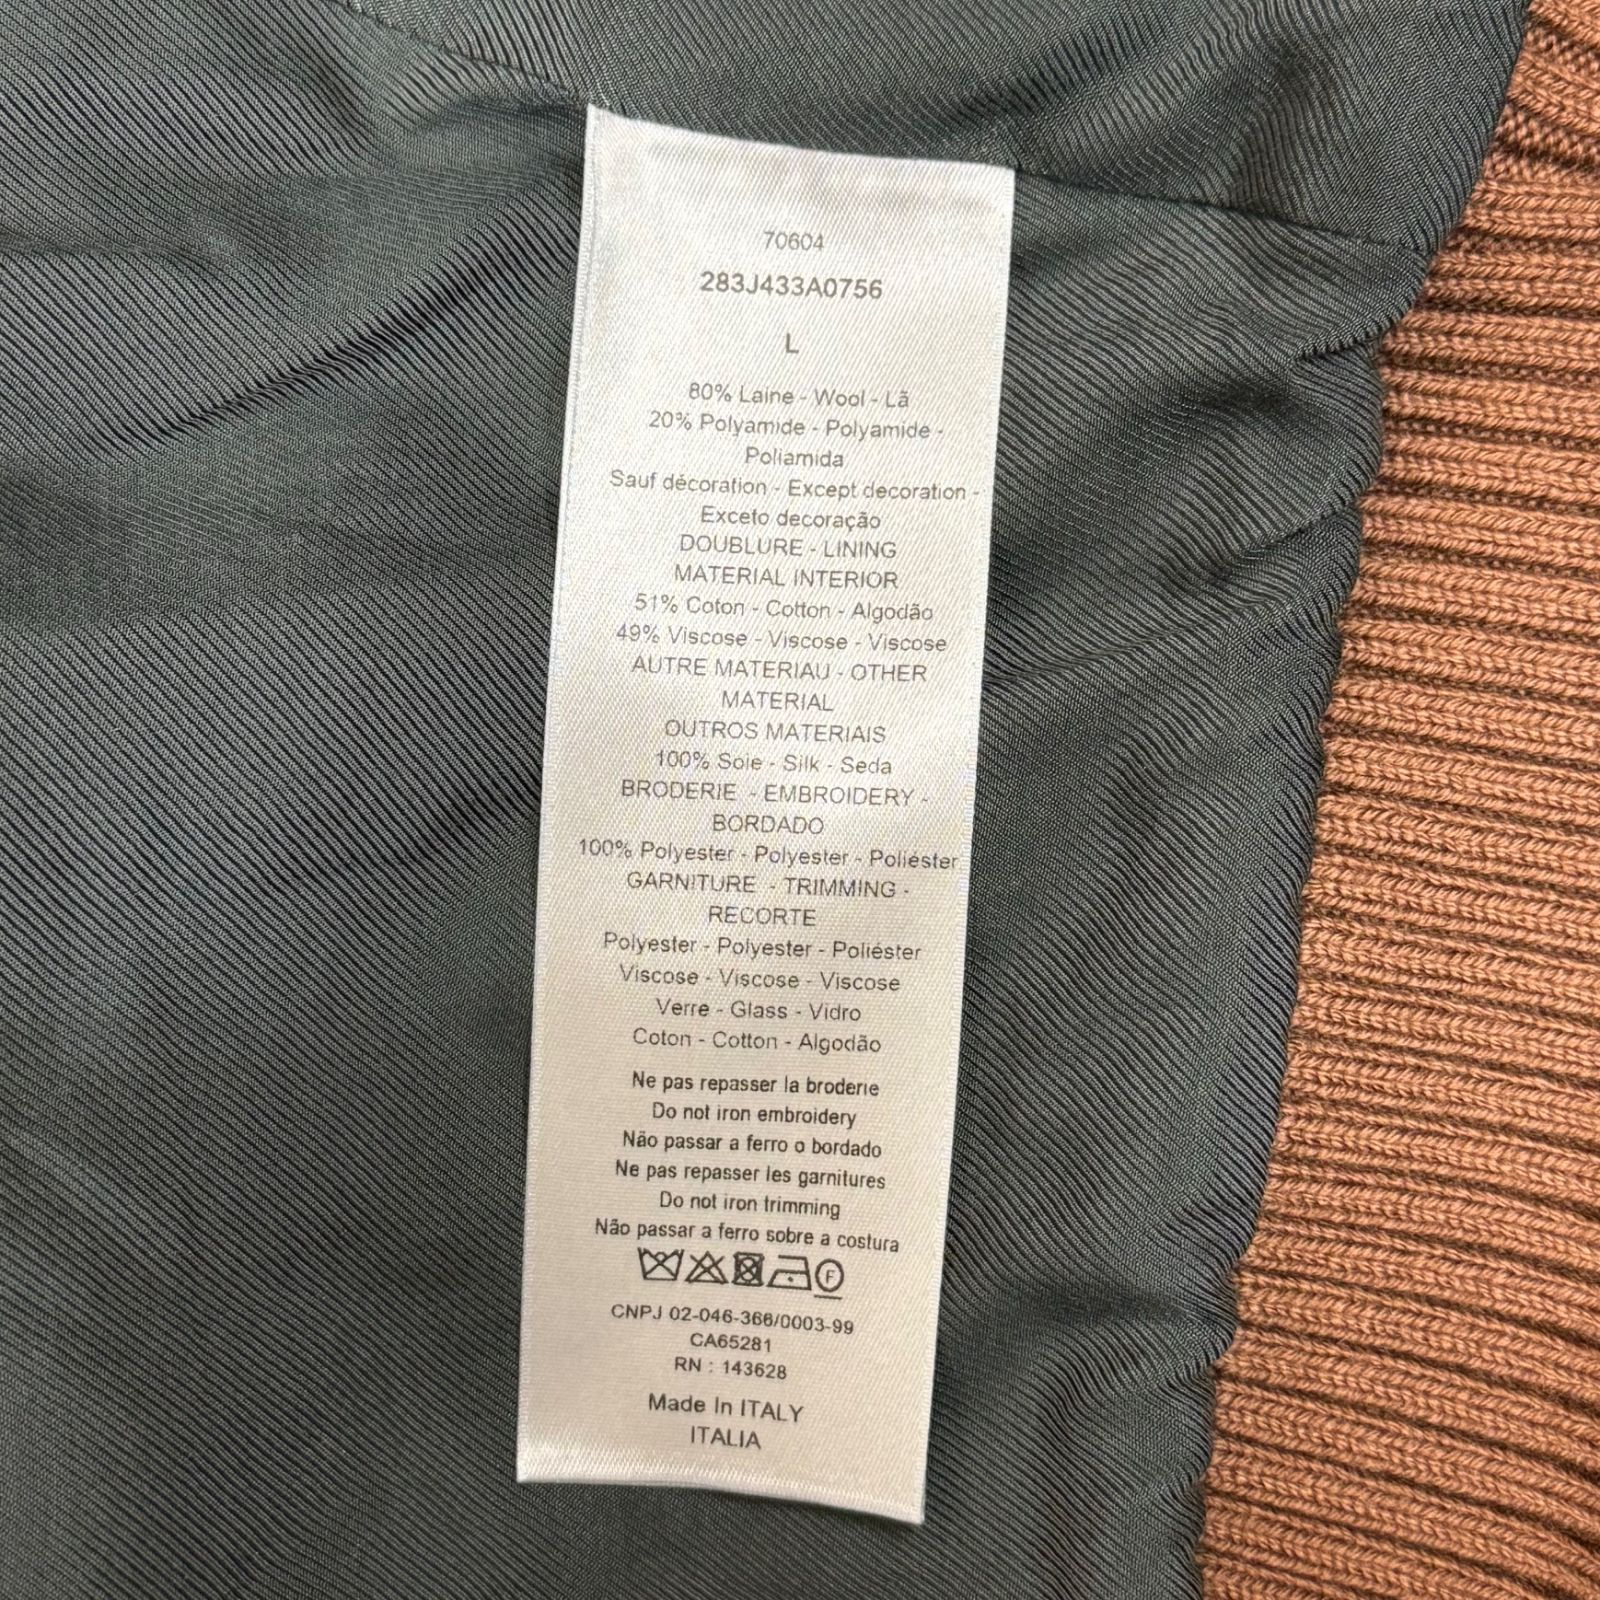 70604
283J433A0756
L
80% Laine - Wool - Lã
20% Polyamide - Polyamide -
Poliamida
Sauf décoration - Except decoration -
Exceto decoração
DOUBLURE - LINING
MATERIAL INTERIOR
51% Coton - Cotton - Algodão
49% Viscose - Viscose - Viscose
AUTRE MATERIAU - OTHER
MATERIAL
OUTROS MATERIAIS
100% Soie - Silk - Seda
BRODERIE - EMBROIDERY -
BORDADO
100% Polyester - Polyester - Poliéster
GARNITURE - TRIMMING -
RECORTE
Polyester - Polyester - Poliéster
Viscose - Viscose - Viscose
Verre - Glass - Vidro
Coton - Cotton - Algodão
Ne pas repasser la broderie
Do not iron embroidery
Não passar a ferro o bordado
Ne pas repasser les garnitures
Do not iron trimming
Não passar a ferro sobre a costura
F
CNPJ 02-046-366/0003-99
CA65281
RN : 143628
Made In ITALY
ITALIA